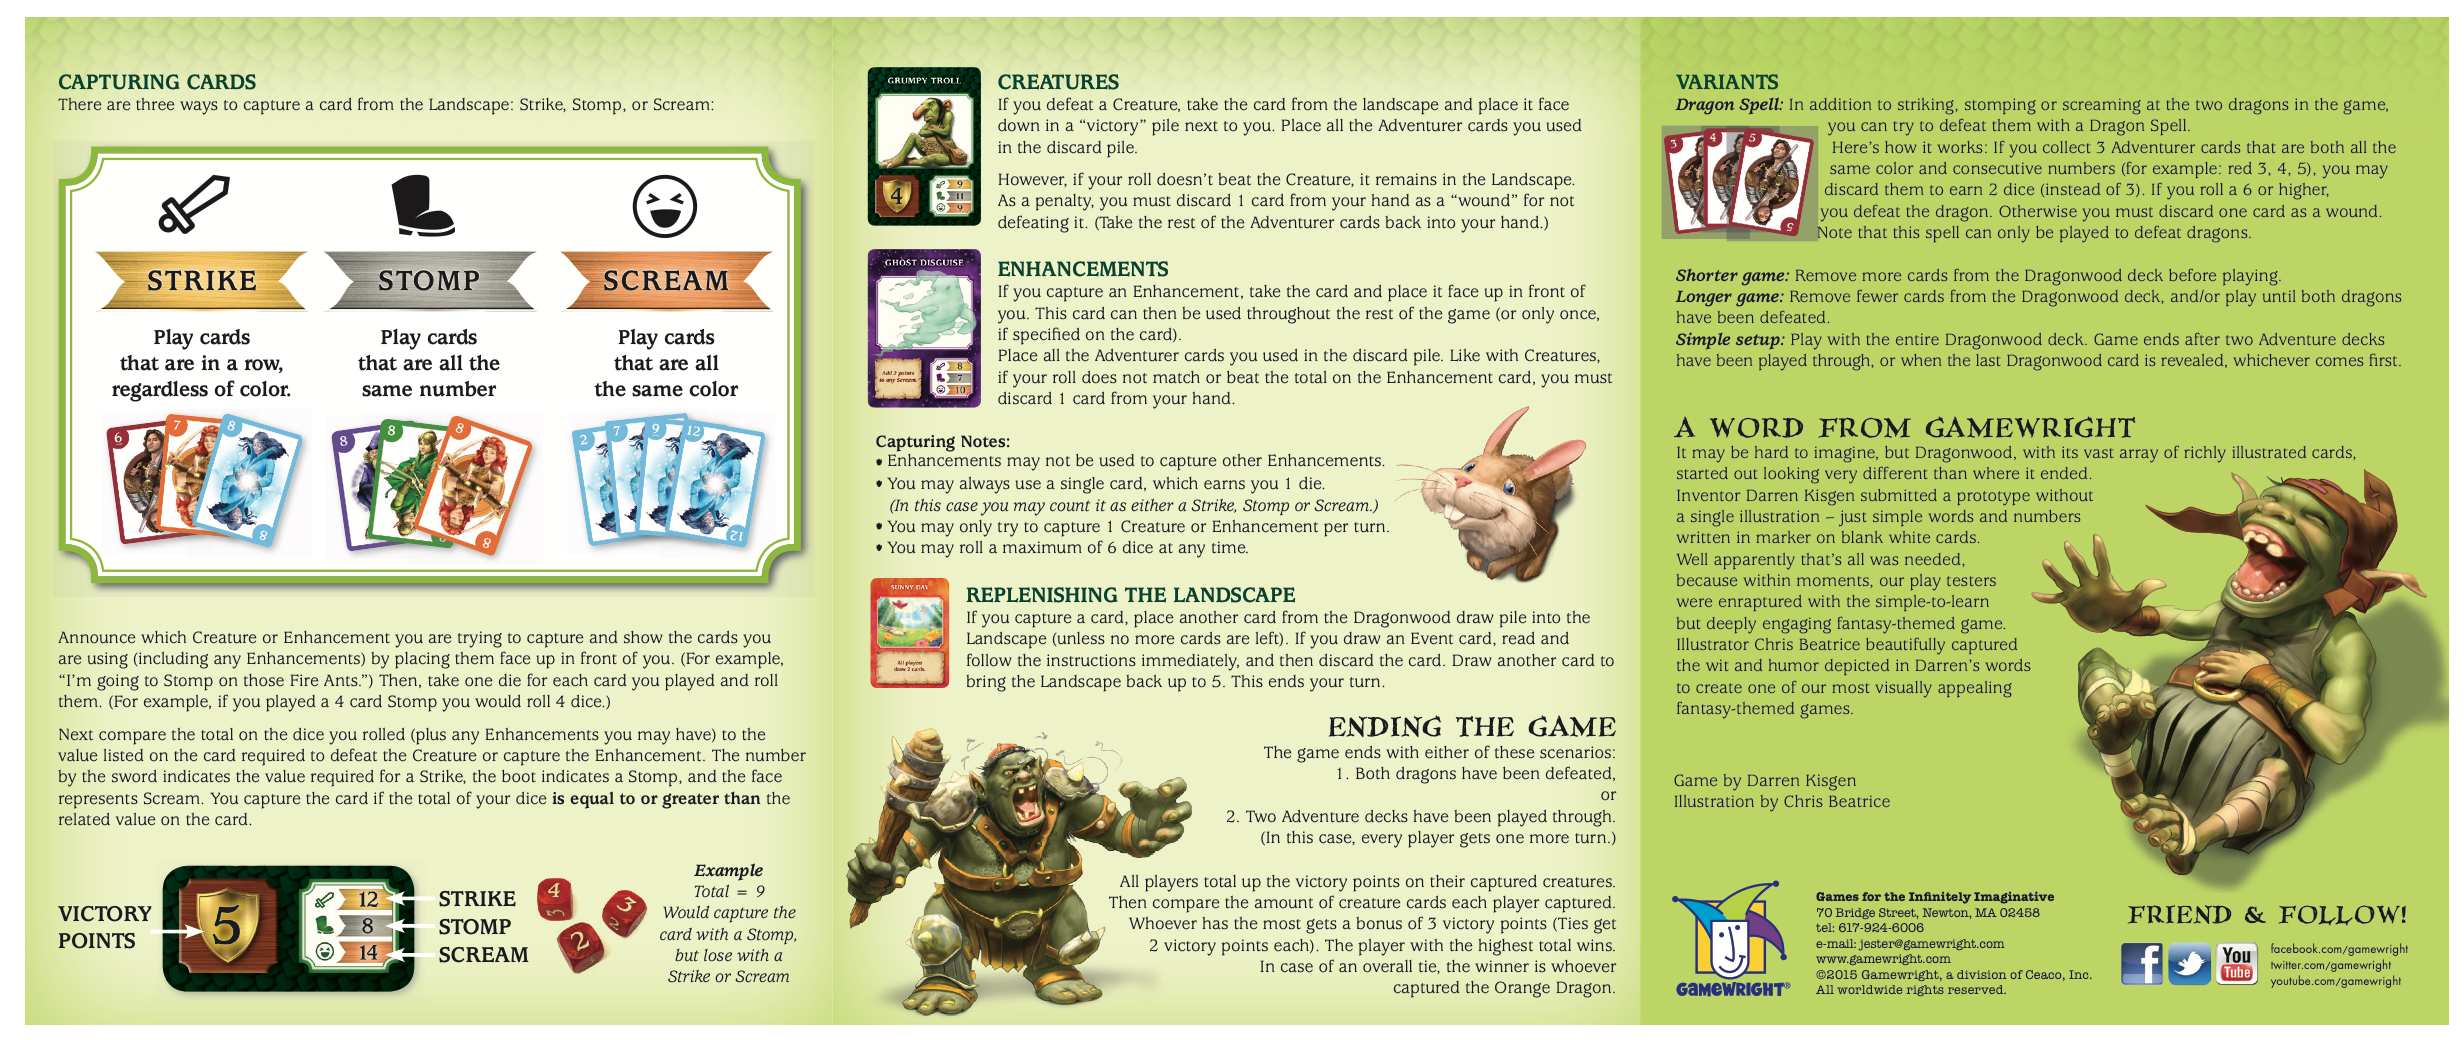 CAPTURING CARDS
There are three ways to capture a card from the Landscape: Strike, Stomp, or Scream:
STRIKE
Play cards
that are in a row,
regardless of color.
6
7
8
8
STOMP
Play cards
that are all the
same number
8
8
8
8
SCREAM
Play cards
that are all
the same color
2
7
9
12
12
Announce which Creature or Enhancement you are trying to capture and show the cards you
are using (including any Enhancements) by placing them face up in front of you. (For example,
“I’m going to Stomp on those Fire Ants.”) Then, take one die for each card you played and roll
them. (For example, if you played a 4 card Stomp you would roll 4 dice.)
Next compare the total on the dice you rolled (plus any Enhancements you may have) to the
value listed on the card required to defeat the Creature or capture the Enhancement. The number
by the sword indicates the value required for a Strike, the boot indicates a Stomp, and the face
represents Scream. You capture the card if the total of your dice is equal to or greater than the
related value on the card.
VICTORY
POINTS
5
12
8
14
STRIKE
STOMP
SCREAM
4
3
2
Example
Total = 9
Would capture the
card with a Stomp,
but lose with a
Strike or Scream
GRUMPY TROLL
4
9
11
9
CREATURES
If you defeat a Creature, take the card from the landscape and place it face
down in a “victory” pile next to you. Place all the Adventurer cards you used
in the discard pile.
However, if your roll doesn’t beat the Creature, it remains in the Landscape.
As a penalty, you must discard 1 card from your hand as a “wound” for not
defeating it. (Take the rest of the Adventurer cards back into your hand.)
GHOST DISGUISE
Add 3 points
to any Scream.
8
7
10
ENHANCEMENTS
If you capture an Enhancement, take the card and place it face up in front of
you. This card can then be used throughout the rest of the game (or only once,
if specified on the card).
Place all the Adventurer cards you used in the discard pile. Like with Creatures,
if your roll does not match or beat the total on the Enhancement card, you must
discard 1 card from your hand.
Capturing Notes:
• Enhancements may not be used to capture other Enhancements.
• You may always use a single card, which earns you 1 die.
(In this case you may count it as either a Strike, Stomp or Scream.)
• You may only try to capture 1 Creature or Enhancement per turn.
• You may roll a maximum of 6 dice at any time.
SUNNY DAY
All players
draw 2 cards.
REPLENISHING THE LANDSCAPE
If you capture a card, place another card from the Dragonwood draw pile into the
Landscape (unless no more cards are left). If you draw an Event card, read and
follow the instructions immediately, and then discard the card. Draw another card to
bring the Landscape back up to 5. This ends your turn.
ENDING THE GAME
The game ends with either of these scenarios:
1. Both dragons have been defeated,
or
2. Two Adventure decks have been played through.
(In this case, every player gets one more turn.)
All players total up the victory points on their captured creatures.
Then compare the amount of creature cards each player captured.
Whoever has the most gets a bonus of 3 victory points (Ties get
2 victory points each). The player with the highest total wins.
In case of an overall tie, the winner is whoever
captured the Orange Dragon.
VARIANTS
Dragon Spell: In addition to striking, stomping or screaming at the two dragons in the game,
you can try to defeat them with a Dragon Spell.
Here’s how it works: If you collect 3 Adventurer cards that are both all the
same color and consecutive numbers (for example: red 3, 4, 5), you may
discard them to earn 2 dice (instead of 3). If you roll a 6 or higher,
you defeat the dragon. Otherwise you must discard one card as a wound.
Note that this spell can only be played to defeat dragons.
3
4
5
5
Shorter game: Remove more cards from the Dragonwood deck before playing.
Longer game: Remove fewer cards from the Dragonwood deck, and/or play until both dragons
have been defeated.
Simple setup: Play with the entire Dragonwood deck. Game ends after two Adventure decks
have been played through, or when the last Dragonwood card is revealed, whichever comes first.
A WORD FROM GAMEWRIGHT
It may be hard to imagine, but Dragonwood, with its vast array of richly illustrated cards,
started out looking very different than where it ended.
Inventor Darren Kisgen submitted a prototype without
a single illustration – just simple words and numbers
written in marker on blank white cards.
Well apparently that’s all was needed,
because within moments, our play testers
were enraptured with the simple-to-learn
but deeply engaging fantasy-themed game.
Illustrator Chris Beatrice beautifully captured
the wit and humor depicted in Darren’s words
to create one of our most visually appealing
fantasy-themed games.
Game by Darren Kisgen
Illustration by Chris Beatrice
GAMEWRIGHT®
Games for the Infinitely Imaginative
70 Bridge Street, Newton, MA 02458
tel: 617-924-6006
e-mail: jester@gamewright.com
www.gamewright.com
©2015 Gamewright, a division of Ceaco, Inc.
All worldwide rights reserved.
FRIEND & FOLLOW!
f
You
Tube
facebook.com/gamewright
twitter.com/gamewright
youtube.com/gamewright